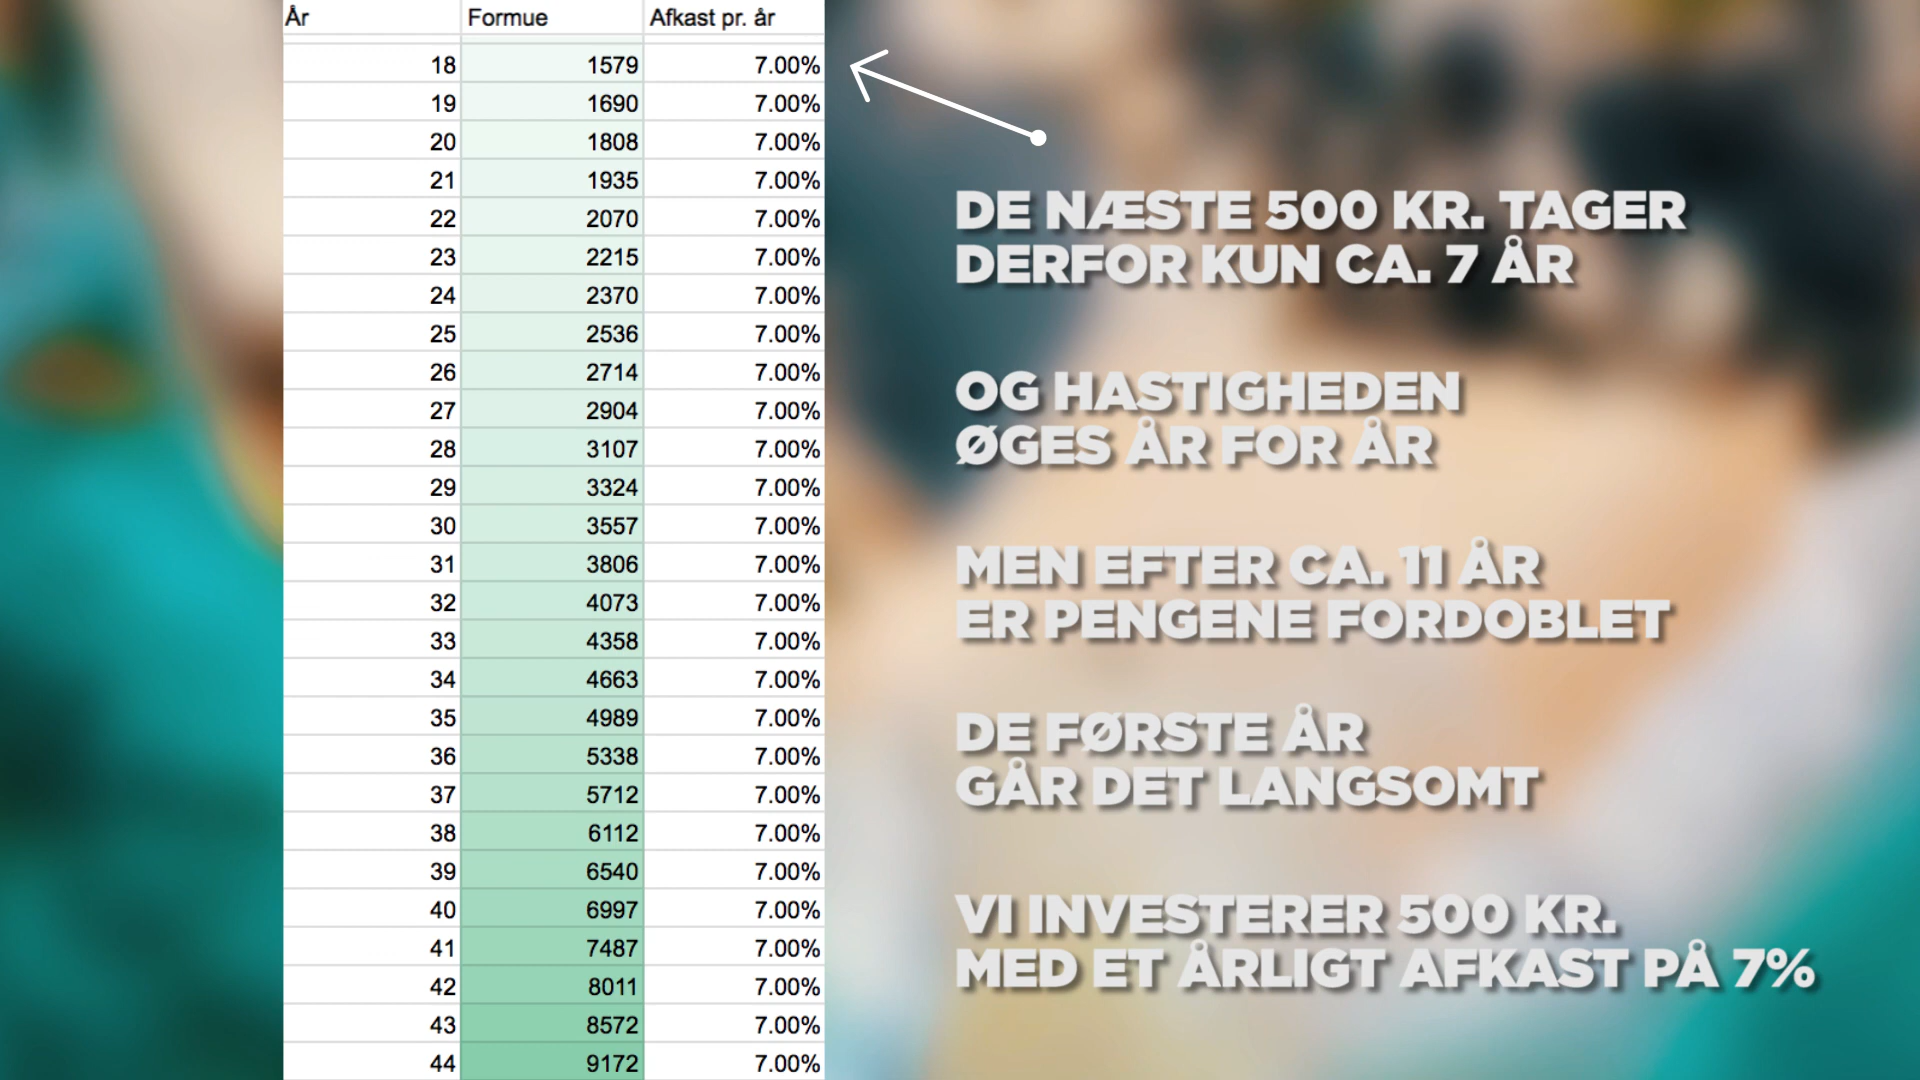 År Formue Afkast pr. år
18 1579 7.00%
19 1690 7.00%
20 1808 7.00%
21 1935 7.00%
22 2070 7.00%
23 2215 7.00%
24 2370 7.00%
25 2536 7.00%
26 2714 7.00%
27 2904 7.00%
28 3107 7.00%
29 3324 7.00%
30 3557 7.00%
31 3806 7.00%
32 4073 7.00%
33 4358 7.00%
34 4663 7.00%
35 4989 7.00%
36 5338 7.00%
37 5712 7.00%
38 6112 7.00%
39 6540 7.00%
40 6997 7.00%
41 7487 7.00%
42 8011 7.00%
43 8572 7.00%
44 9172 7.00%
DE NÆSTE 500 KR. TAGER
DERFOR KUN CA. 7 ÅR
OG HASTIGHEDEN
ØGES ÅR FOR ÅR
MEN EFTER CA. 11 ÅR
ER PENGENE FORDOBLET
DE FØRSTE ÅR
GÅR DET LANGSOMT
VI INVESTERER 500 KR.
MED ET ÅRLIGT AFKAST PÅ 7%